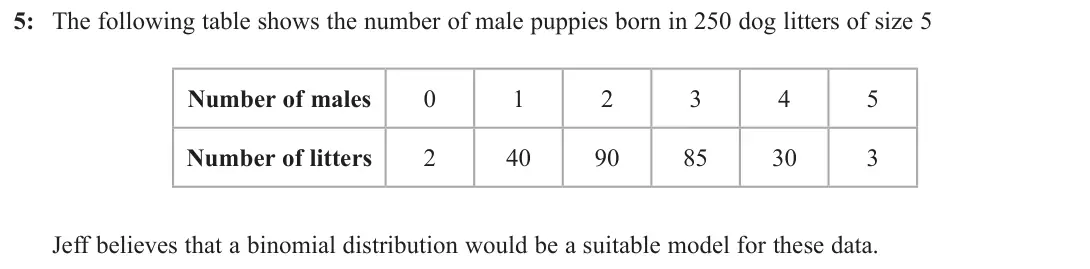 5: The following table shows the number of male puppies born in 250 dog litters of size 5
Number of males 0 1 2 3 4 5
Number of litters 2 40 90 85 30 3
Jeff believes that a binomial distribution would be a suitable model for these data.